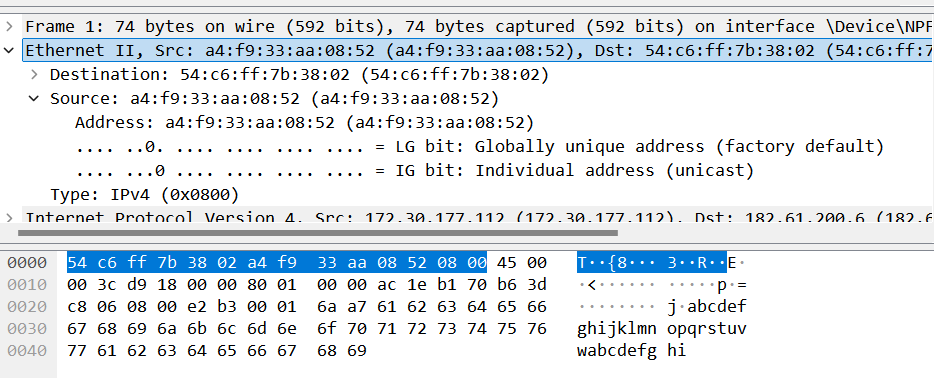 Frame 1: 74 bytes on wire (592 bits), 74 bytes captured (592 bits) on interface \Device\NPF
Ethernet II, Src: a4:f9:33:aa:08:52 (a4:f9:33:aa:08:52), Dst: 54:c6:ff:7b:38:02 (54:c6:ff:7
Destination: 54:c6:ff:7b:38:02 (54:c6:ff:7b:38:02)
Source: a4:f9:33:aa:08:52 (a4:f9:33:aa:08:52)
Address: a4:f9:33:aa:08:52 (a4:f9:33:aa:08:52)
.... ..0. .... .... .... .... = LG bit: Globally unique address (factory default)
.... ...0 .... .... .... .... = IG bit: Individual address (unicast)
Type: IPv4 (0x0800)
Internet Protocol Version 4, Src: 172.30.177.112 (172.30.177.112), Dst: 182.61.200.6 (182.6
0000 54 c6 ff 7b 38 02 a4 f9 33 aa 08 52 08 00 45 00 T··{8··· 3··R··E·
0010 00 3c d9 18 00 00 80 01 00 00 ac 1e b1 70 b6 3d ·<······ ·····p·=
0020 c8 06 08 00 e2 b3 00 01 6a a7 61 62 63 64 65 66 ········ j·abcdef
0030 67 68 69 6a 6b 6c 6d 6e 6f 70 71 72 73 74 75 76 ghijklmn opqrstuv
0040 77 61 62 63 64 65 66 67 68 69 wabcdefg hi